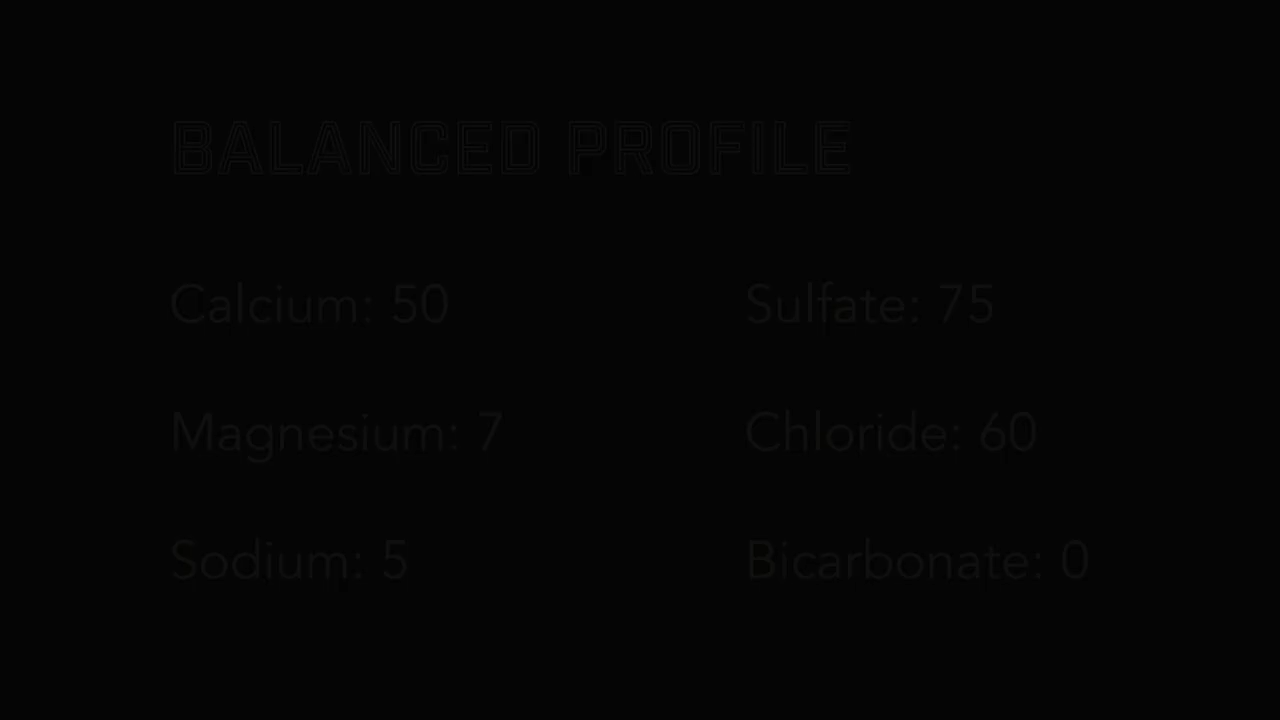 BALANCED PROFILE
Calcium: 50
Sulfate: 75
Magnesium: 7
Chloride: 60
Sodium: 5
Bicarbonate: 0